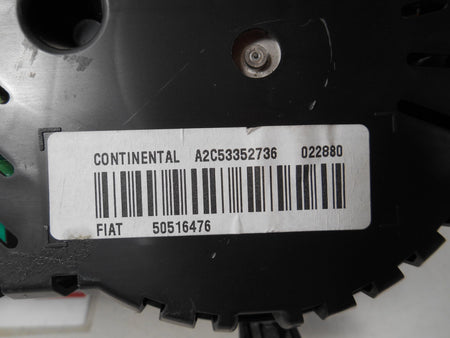 CONTINENTAL A2C53352736 022880
FIAT 50516476